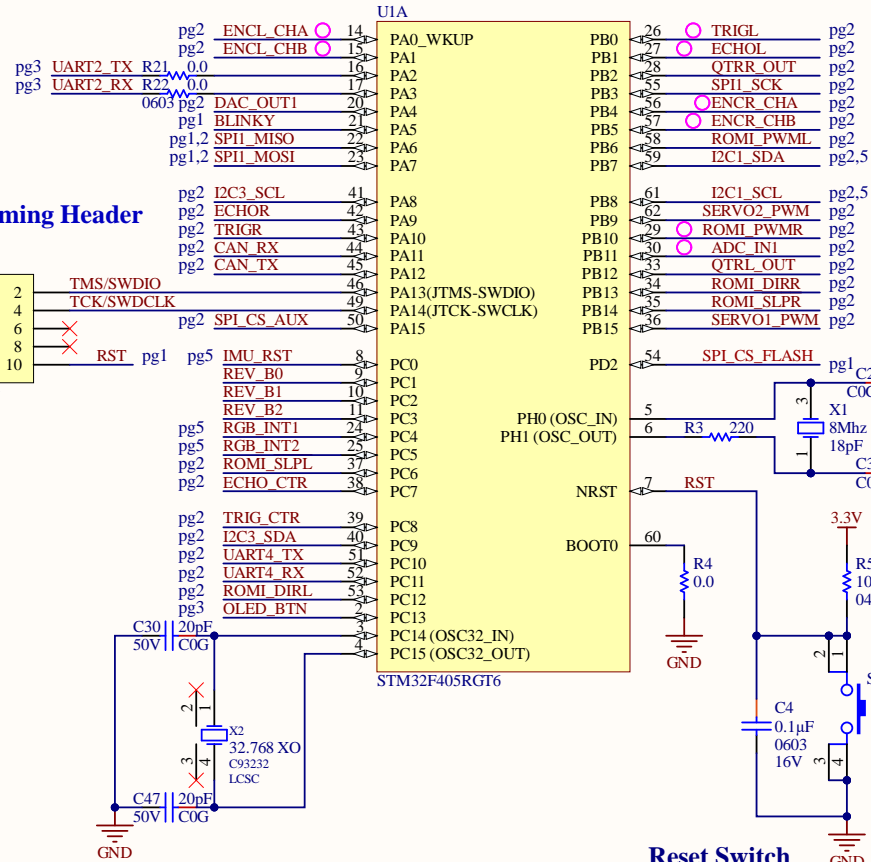 U1A
pg2 ENCL_CHA 14 PA0_WKUP PB0 26 TRIGL pg2
pg2 ENCL_CHB 15 PA1 PB1 27 ECHOL pg2
pg3 UART2_TX R21 0.0 16 PA2 PB2 28 QTRR_OUT pg2
pg3 UART2_RX R22 0.0 17 PA3 PB3 55 SPI1_SCK pg2
0603 pg2 DAC_OUT1 20 PA4 PB4 56 ENCR_CHA pg2
pg1 BLINKY 21 PA5 PB5 57 ENCR_CHB pg2
pg1,2 SPI1_MISO 22 PA6 PB6 58 ROMI_PWML pg2
pg1,2 SPI1_MOSI 23 PA7 PB7 59 I2C1_SDA pg2,5
pg2 I2C3_SCL 41 PA8 PB8 61 I2C1_SCL pg2,5
ming Header pg2 ECHOR 42 PA9 PB9 62 SERVO2_PWM pg2
pg2 TRIGR 43 PA10 PB10 29 ROMI_PWMR pg2
pg2 CAN_RX 44 PA11 PB11 30 ADC_IN1 pg2
pg2 CAN_TX 45 PA12 PB12 33 QTRL_OUT pg2
2 TMS/SWDIO 46 PA13(JTMS-SWDIO) PB13 34 ROMI_DIRR pg2
4 TCK/SWDCLK 49 PA14(JTCK-SWCLK) PB14 35 ROMI_SLPR pg2
6 pg2 SPI_CS_AUX 50 PA15 PB15 36 SERVO1_PWM pg2
8
10 RST pg1 pg5 IMU_RST 8 PC0 PD2 54 SPI_CS_FLASH pg1
REV_B0 9 PC1
REV_B1 10 PC2
REV_B2 11 PC3 PH0 (OSC_IN) 5 3 X1
pg5 RGB_INT1 24 PC4 PH1 (OSC_OUT) 6 R3 220 8Mhz
pg5 RGB_INT2 25 PC5 1 18pF
pg2 ROMI_SLPL 37 PC6
pg2 ECHO_CTR 38 PC7 NRST 7 RST
pg2 TRIG_CTR 39 PC8 3.3V
pg2 I2C3_SDA 40 PC9 BOOT0 60
pg2 UART4_TX 51 PC10 R4
pg2 UART4_RX 52 PC11 0.0
pg2 ROMI_DIRL 53 PC12
pg3 OLED_BTN 2 PC13
C30 20pF 3 PC14 (OSC32_IN)
50V C0G 4 PC15 (OSC32_OUT) GND 2 1
STM32F405RGT6
2 1 X2 C4
32.768 XO 0.1µF
3 4 C93232 0603 3 4
LCSC 16V
C47 20pF
50V C0G
GND
Reset Switch GND